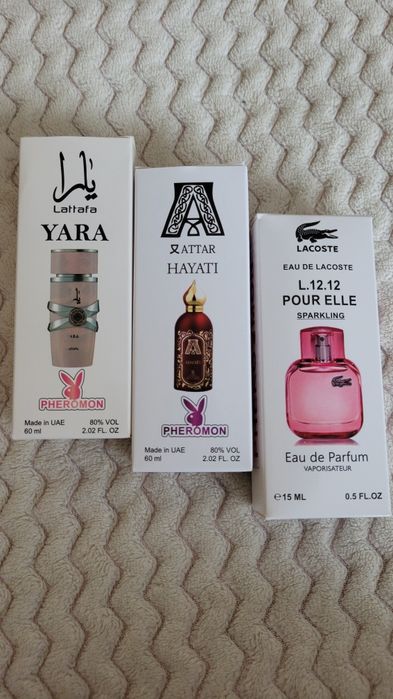 يارا
Lattafa
YARA
YARA
PHEROMON
Made in UAE 80% VOL
60 ml 2.02 FL. OZ
ATTAR
HAYATI
HAYATI
PHEROMON
Made in UAE 80% VOL
60 ml 2.02 FL. OZ
LACOSTE
EAU DE LACOSTE
L.12.12
POUR ELLE
SPARKLING
Eau de Parfum
VAPORISATEUR
℮15 ML 0.5 FL.OZ